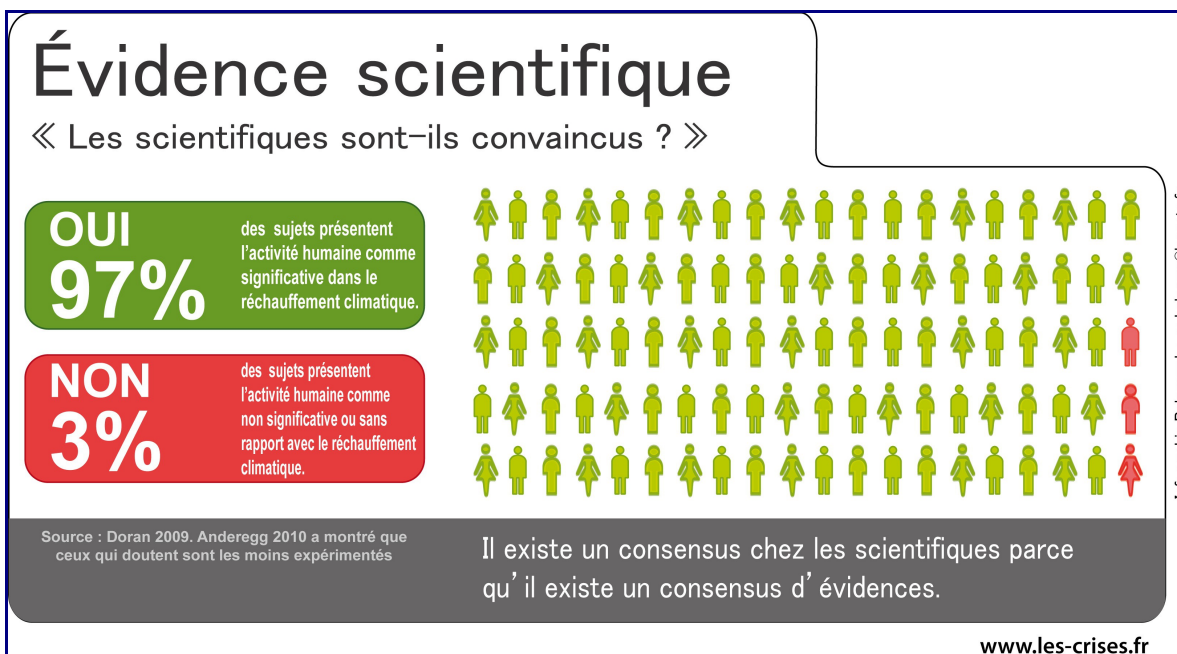 Évidence scientifique
« Les scientifiques sont-ils convaincus ? »
OUI
97%
des sujets présentent
l'activité humaine comme
significative dans le
réchauffement climatique.
NON
3%
des sujets présentent
l'activité humaine comme
non significative ou sans
rapport avec le réchauffement
climatique.
Source : Doran 2009. Anderegg 2010 a montré que
ceux qui doutent sont les moins expérimentés
Il existe un consensus chez les scientifiques parce
qu'il existe un consensus d'évidences.
www.les-crises.fr